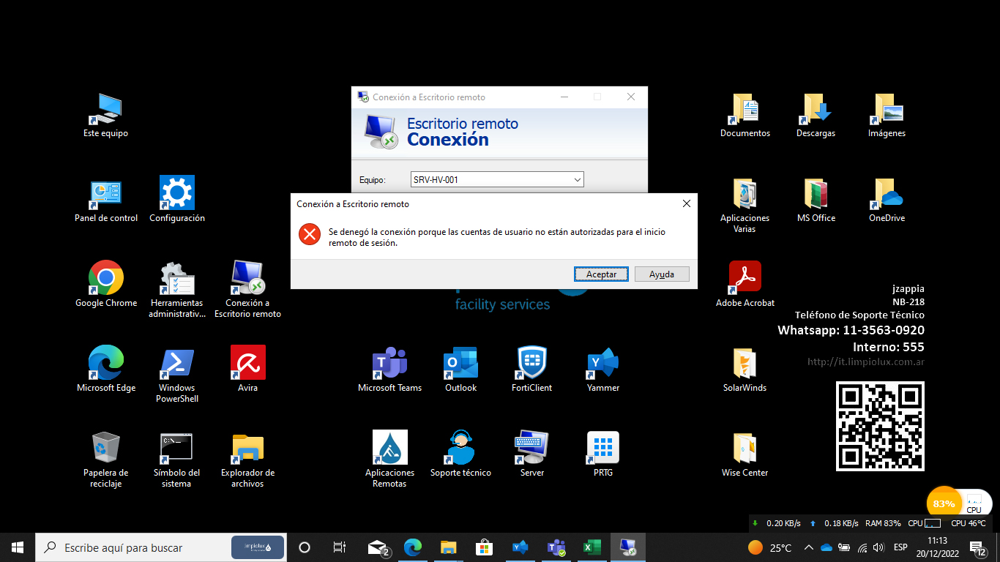 Conexión a Escritorio remoto
Escritorio remoto
Conexión
Equipo:
SRV-HV-001
Conexión a Escritorio remoto
Se denegó la conexión porque las cuentas de usuario no están autorizadas para el inicio
remoto de sesión.
Aceptar
Ayuda
facility services
Este equipo
Documentos
Descargas
Imágenes
Panel de control
Configuración
Aplicaciones
Varias
MS Office
OneDrive
Google Chrome
Herramientas
administrativ...
Conexión a
Escritorio remoto
Adobe Acrobat
jzappia
NB-218
Teléfono de Soporte Técnico
Whatsapp: 11-3563-0920
Interno: 555
http://it.limpiolux.com.ar
Microsoft Edge
Windows
PowerShell
Avira
Microsoft Teams
Outlook
FortiClient
Yammer
SolarWinds
Papelera de
reciclaje
Símbolo del
sistema
Explorador de
archivos
Aplicaciones
Remotas
Soporte técnico
Server
PRTG
Wise Center
83%
CPU
0.20 KB/s
0.18 KB/s
RAM 83%
CPU
CPU 46°C
Escribe aquí para buscar
limpiolux
2
25°C
ESP
11:13
20/12/2022
12